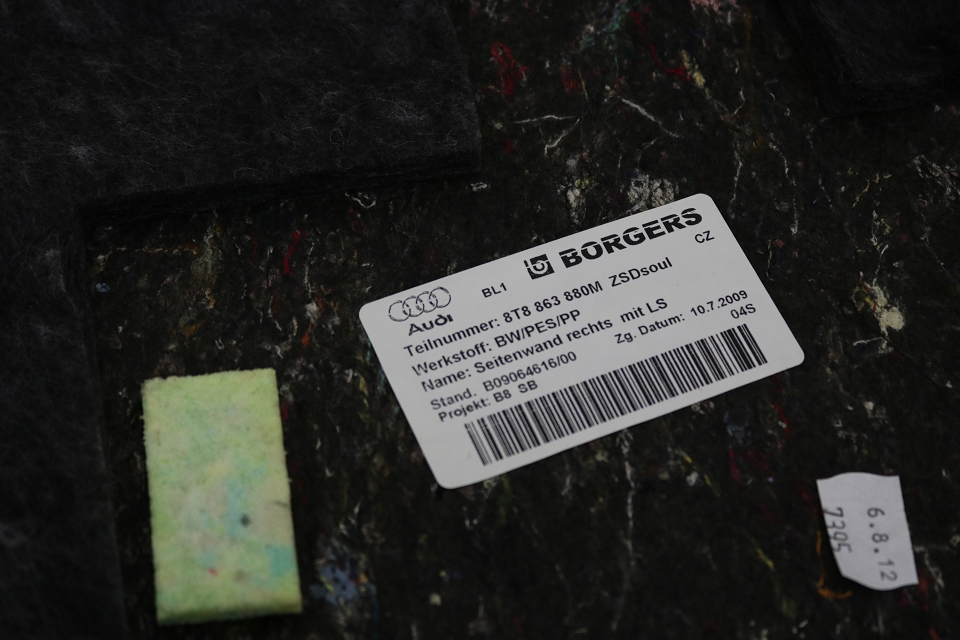 BORGERS
CZ
Audi
BL1
Teilnummer: 8T8 863 880M ZSDsoul
Werkstoff: BW/PES/PP
Name: Seitenwand rechts mit LS
Stand. B09064616/00
Zg. Datum: 10.7.2009
Projekt: B8 SB
04S
6.8.12
7395